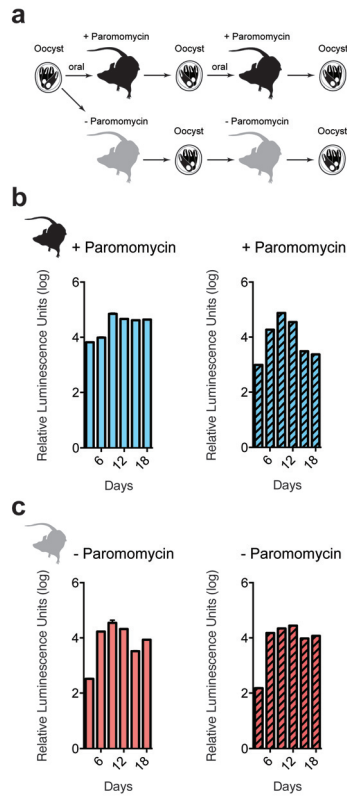 a
+ Paromomycin + Paromomycin
Oocyst Oocyst Oocyst
oral oral
- Paromomycin - Paromomycin
Oocyst Oocyst
b
+ Paromomycin + Paromomycin
Relative Luminescence Units (log)
6
4
2
0
6 12 18
Days
Relative Luminescence Units (log)
6
4
2
0
6 12 18
Days
c
- Paromomycin - Paromomycin
Relative Luminescence Units (log)
6
4
2
0
6 12 18
Days
Relative Luminescence Units (log)
6
4
2
0
6 12 18
Days